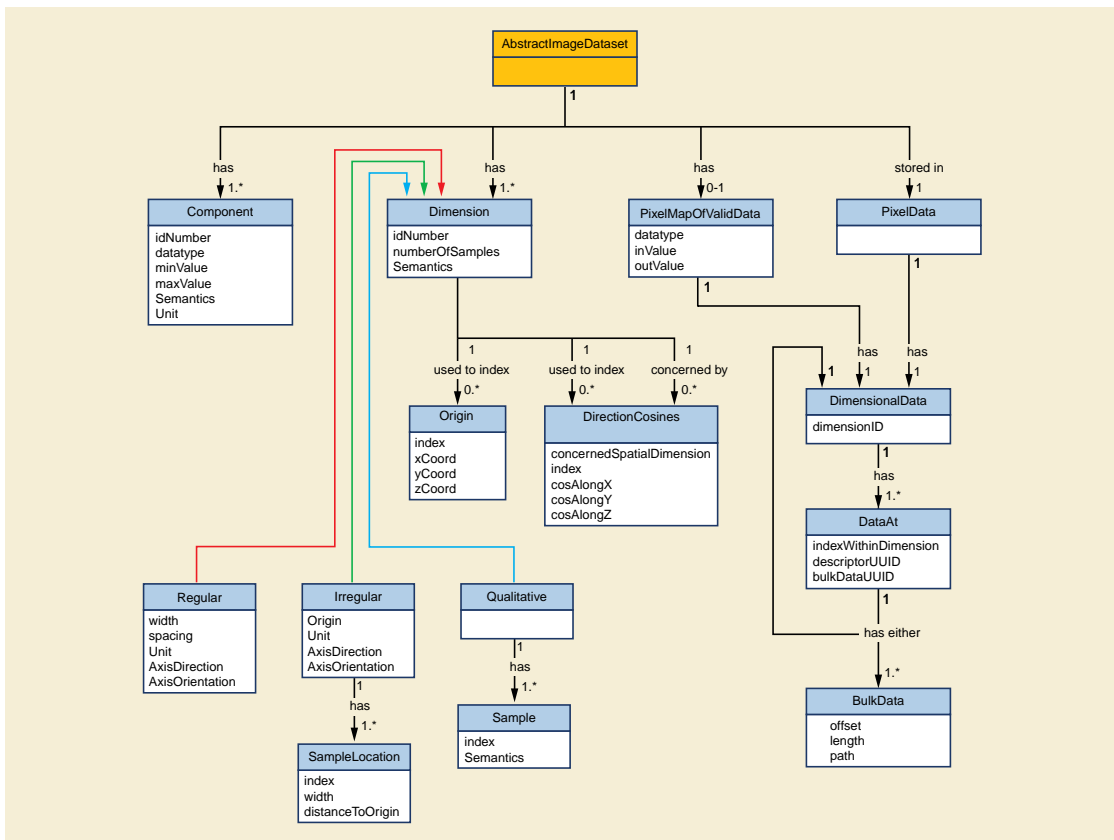 AbstractImageDataset
1
has
has
has
stored in
1.*
1.*
0-1
1
Component
idNumber
datatype
minValue
maxValue
Semantics
Unit
Dimension
idNumber
numberOfSamples
Semantics
PixelMapOfValidData
datatype
inValue
outValue
1
PixelData
1
1
used to index
0.*
1
used to index
0.*
1
concerned by
0.*
1
has
1
has
1
Origin
index
xCoord
yCoord
zCoord
DirectionCosines
concernedSpatialDimension
index
cosAlongX
cosAlongY
cosAlongZ
DimensionalData
dimensionID
1
has
1.*
DataAt
indexWithinDimension
descriptorUUID
bulkDataUUID
1
has either
1.*
BulkData
offset
length
path
Regular
width
spacing
Unit
AxisDirection
AxisOrientation
Irregular
Origin
Unit
AxisDirection
AxisOrientation
1
has
1.*
SampleLocation
index
width
distanceToOrigin
Qualitative
1
has
1.*
Sample
index
Semantics